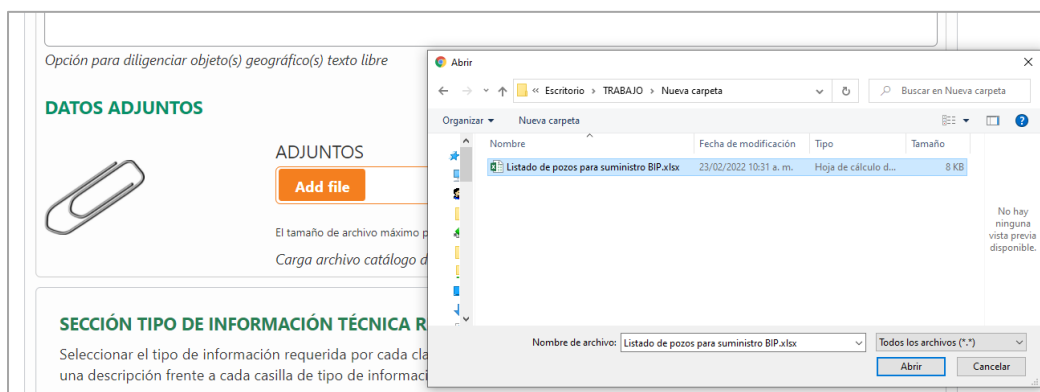 Opción para diligenciar objeto(s) geográfico(s) texto libre
DATOS ADJUNTOS
ADJUNTOS
Add file
El tamaño de archivo máximo p
Carga archivo catálogo d
SECCIÓN TIPO DE INFORMACIÓN TÉCNICA R
Seleccionar el tipo de información requerida por cada cla
una descripción frente a cada casilla de tipo de informaci
Abrir
« Escritorio › TRABAJO › Nueva carpeta
Buscar en Nueva carpeta
Organizar
Nueva carpeta
Nombre
Fecha de modificación
Tipo
Tamaño
Listado de pozos para suministro BIP.xlsx
23/02/2022 10:31 a. m.
Hoja de cálculo d...
8 KB
No hay
ninguna
vista previa
disponible.
Nombre de archivo:
Listado de pozos para suministro BIP.xlsx
Todos los archivos (*.*)
Abrir
Cancelar